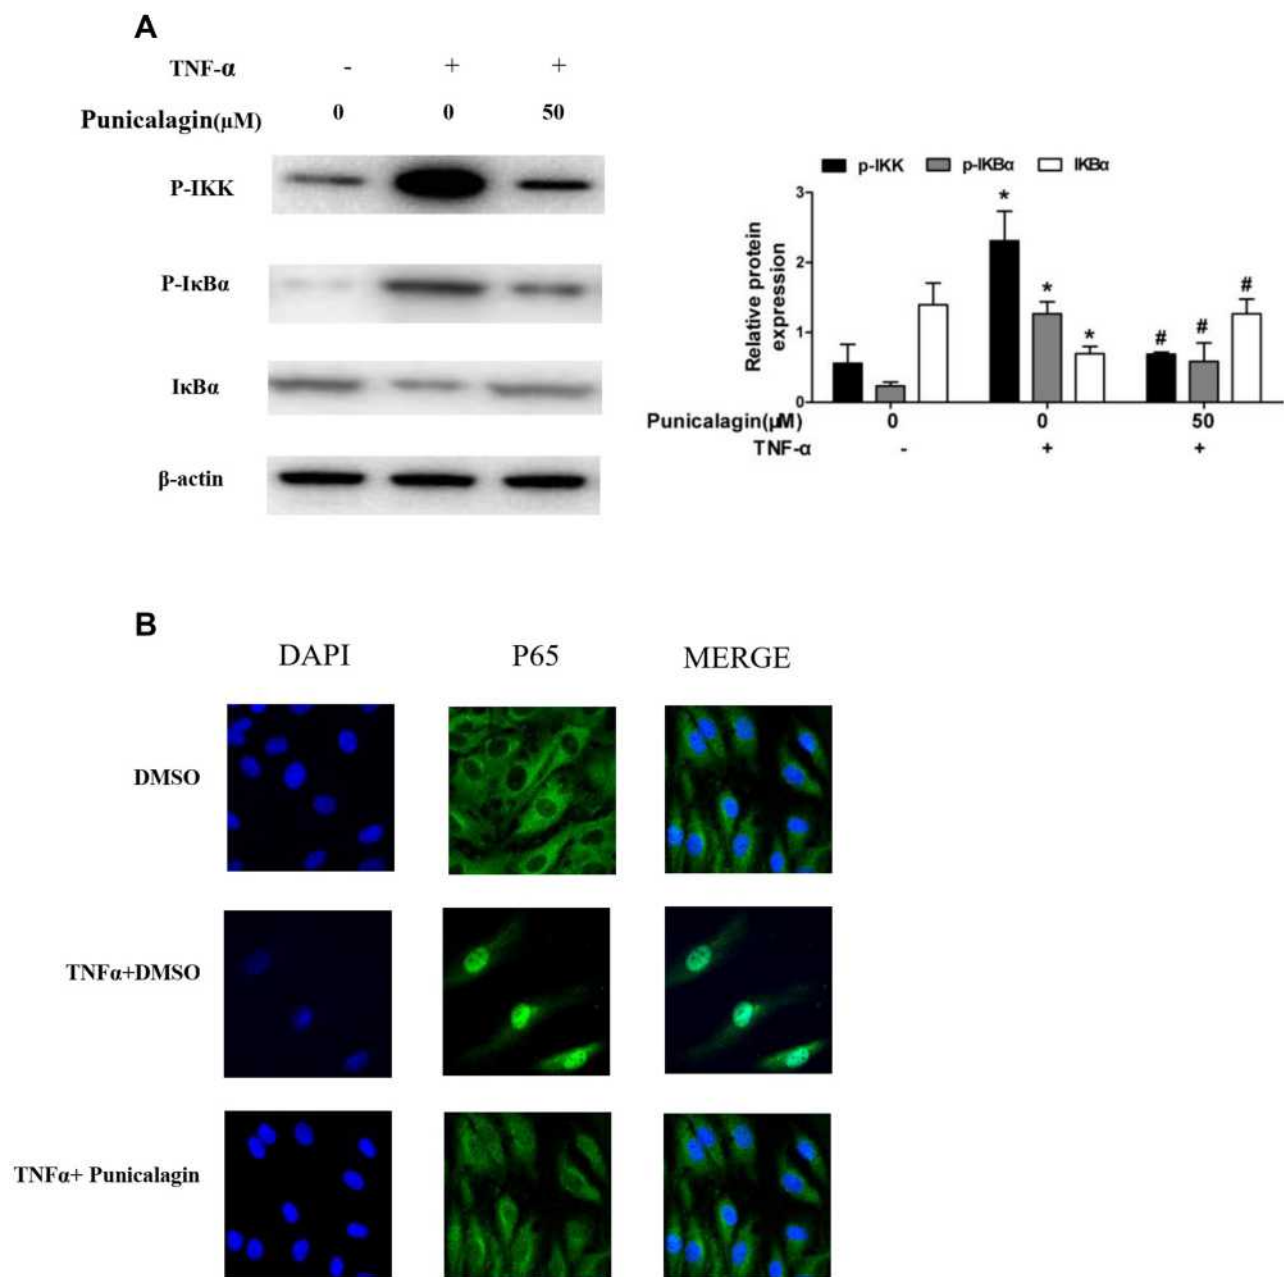 A
TNF-α - + +
Punicalagin(μM) 0 0 50
P-IKK
P-IκBα
IκBα
β-actin
p-IKK p-IKBα IKBα
Relative protein
expression
3
2
1
0
*
*
*
#
#
#
Punicalagin(μM) 0 0 50
TNF-α - + +
B
DAPI P65 MERGE
DMSO
TNFα+DMSO
TNFα+ Punicalagin